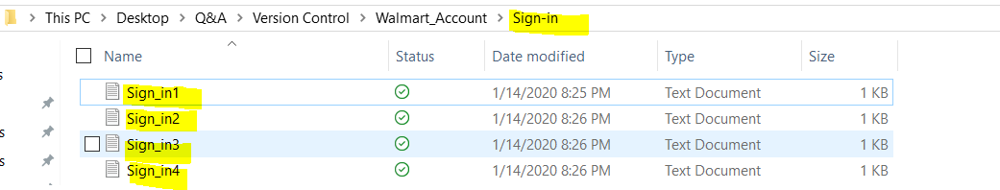 This PC > Desktop > Q&A > Version Control > Walmart_Account > Sign-in
Name Status Date modified Type Size
Sign_in1 1/14/2020 8:25 PM Text Document 1 KB
Sign_in2 1/14/2020 8:26 PM Text Document 1 KB
Sign_in3 1/14/2020 8:26 PM Text Document 1 KB
Sign_in4 1/14/2020 8:26 PM Text Document 1 KB